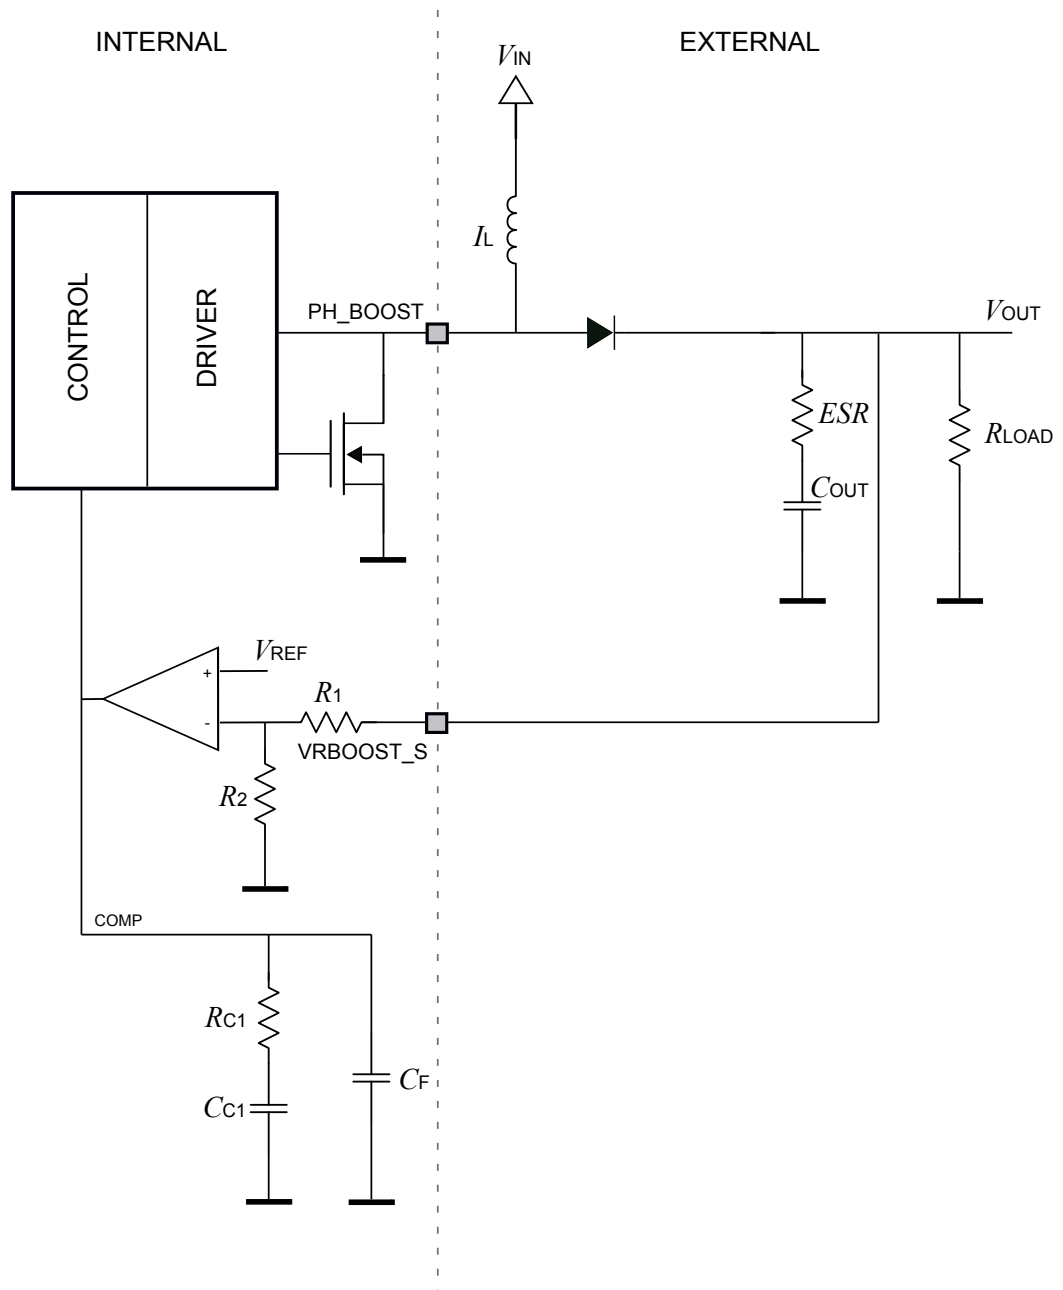 INTERNAL
EXTERNAL
VIN
IL
CONTROL
DRIVER
PH_BOOST
VOUT
ESR
RLOAD
COUT
VREF
+
-
R1
VRBOOST_S
R2
COMP
RC1
CF
CC1